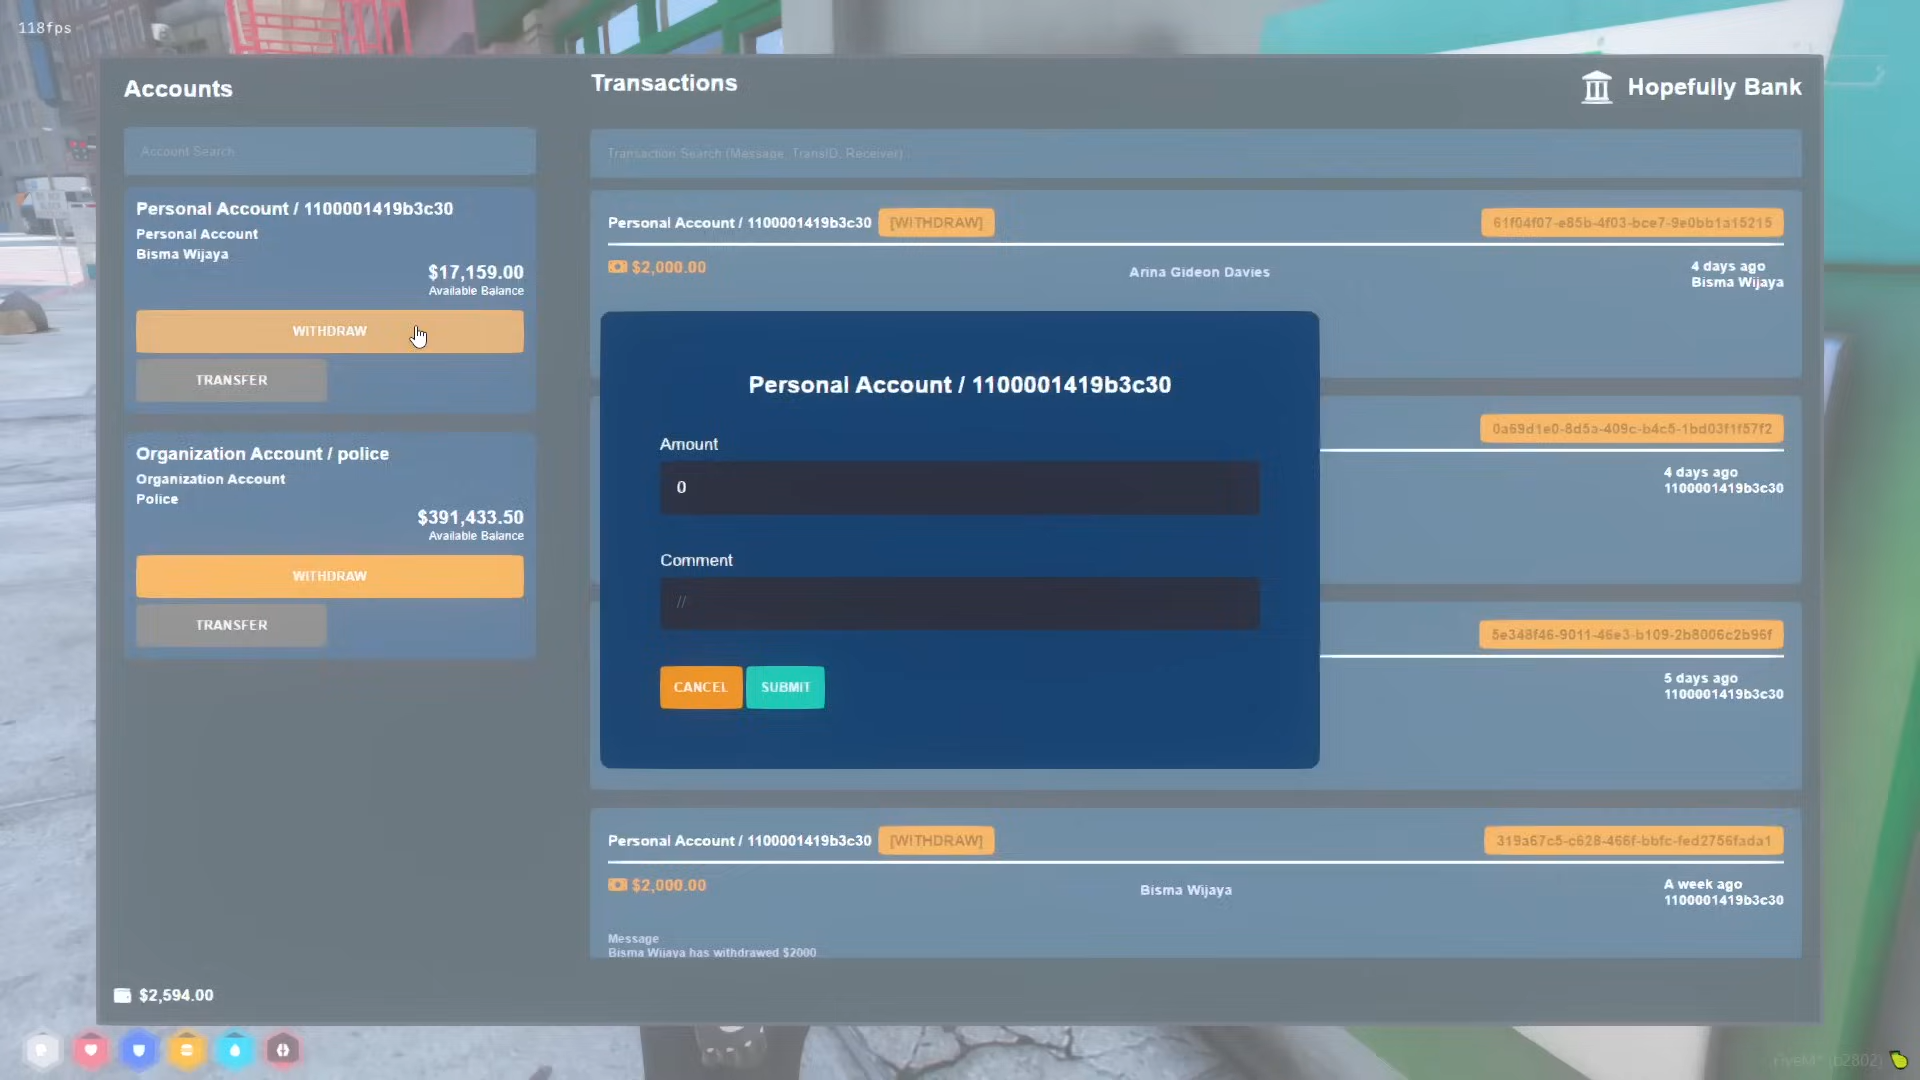 118fps
Accounts
Account Search
Personal Account / 1100001419b3c30
Personal Account
Bisma Wijaya
$17,159.00
Available Balance
WITHDRAW
TRANSFER
Organization Account / police
Organization Account
Police
$391,433.50
Available Balance
WITHDRAW
TRANSFER
$2,594.00
Transactions
Hopefully Bank
Transaction Search (Message, TransID, Receiver)
Personal Account / 1100001419b3c30 [WITHDRAW] 61f04f07-e85b-4f03-bce7-9e0bb1a15215
$2,000.00
Arina Gideon Davies
4 days ago
Bisma Wijaya
0a69d1e0-8d5a-409c-b4c5-1bd03f1f57f2
4 days ago
1100001419b3c30
5e348f46-9011-46e3-b109-2b8006c2b96f
5 days ago
1100001419b3c30
Personal Account / 1100001419b3c30 [WITHDRAW] 319a67c5-c628-466f-bbfc-fed2756fada1
$2,000.00
Bisma Wijaya
A week ago
1100001419b3c30
Message
Bisma Wijaya has withdrawed $2000
Personal Account / 1100001419b3c30
Amount
0
Comment
//
CANCEL
SUBMIT
FiveM* (b2802)